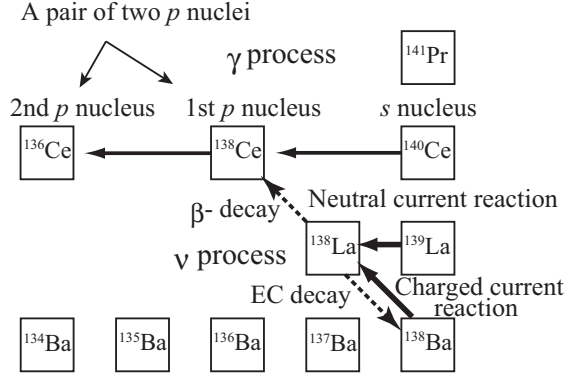 A pair of two p nuclei
γ process
¹⁴¹Pr
2nd p nucleus 1st p nucleus s nucleus
¹³⁶Ce ¹³⁸Ce ¹⁴⁰Ce
Neutral current reaction
β- decay
¹³⁸La ¹³⁹La
ν process
EC decay
Charged current
reaction
¹³⁴Ba ¹³⁵Ba ¹³⁶Ba ¹³⁷Ba ¹³⁸Ba